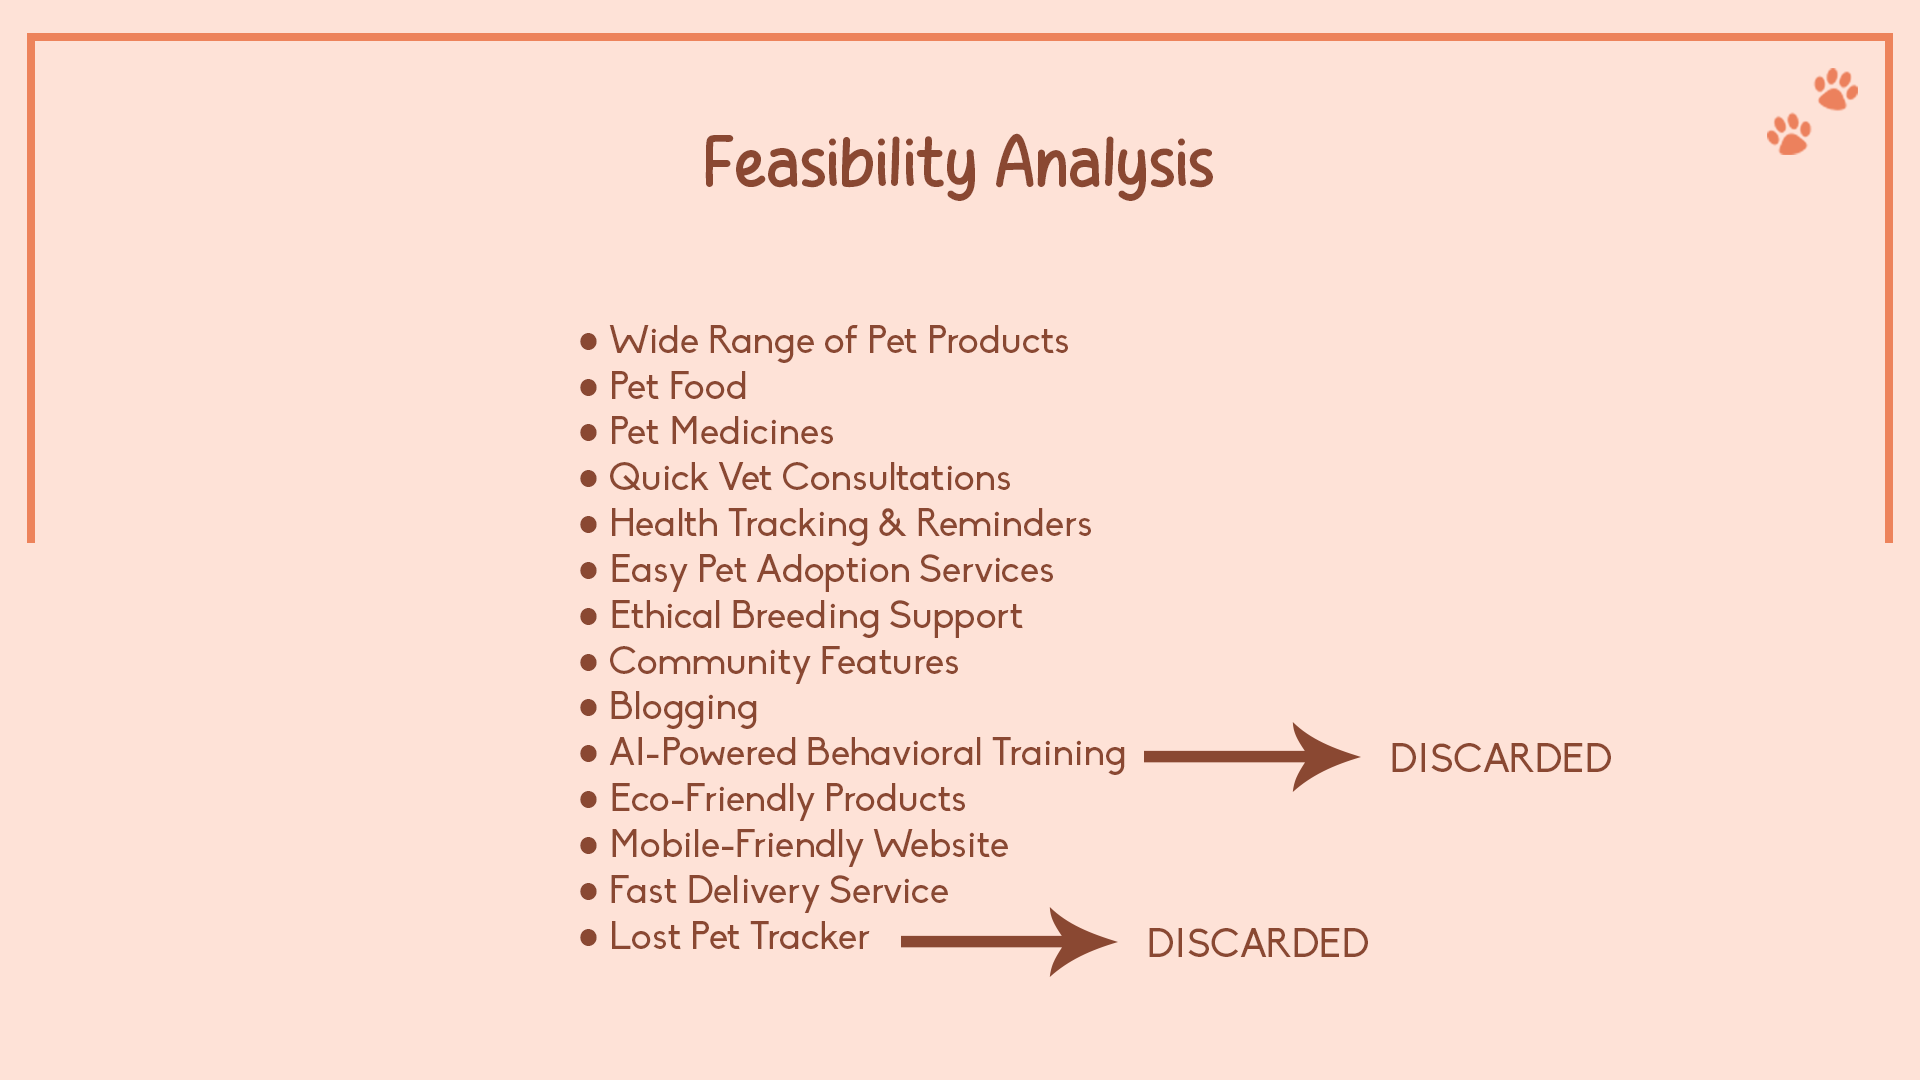 Feasibility Analysis
• Wide Range of Pet Products
• Pet Food
• Pet Medicines
• Quick Vet Consultations
• Health Tracking & Reminders
• Easy Pet Adoption Services
• Ethical Breeding Support
• Community Features
• Blogging
• AI-Powered Behavioral Training DISCARDED
• Eco-Friendly Products
• Mobile-Friendly Website
• Fast Delivery Service
• Lost Pet Tracker DISCARDED